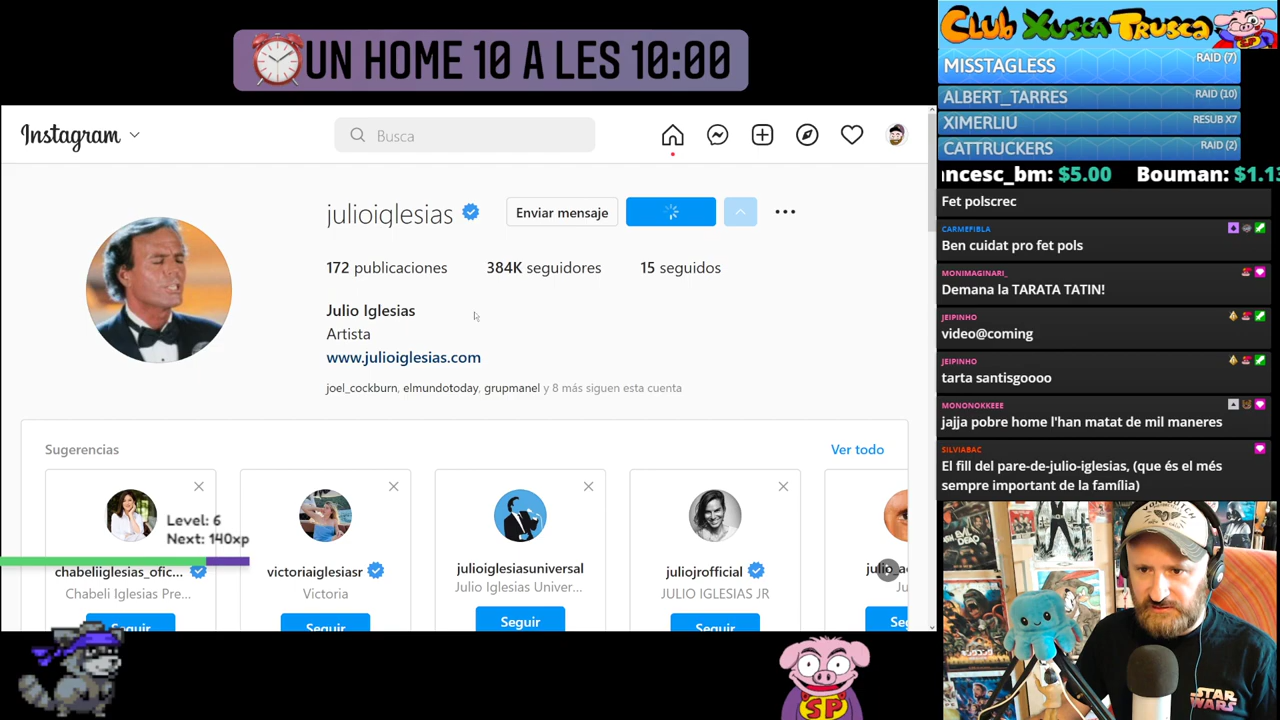 ⏰UN HOME 10 A LES 10:00
Club XuscaTrusca
SP
MISSTAGLESS RAID (7)
ALBERT_TARRES RAID (10)
XIMERLIU RESUB X7
CATTRUCKERS RAID (2)
ncesc_bm: $5.00 Bouman: $1.13
Fet polscrec
CARMEFIBLA
Ben cuidat pro fet pols
MONIMAGINARI_
Demana la TARATA TATIN!
JEIPINHO
video@coming
JEIPINHO
tarta santisgoooo
MONONOKKEEE
jajja pobre home l'han matat de mil maneres
SILVIABAC
El fill del pare-de-julio-iglesias, (que és el més
sempre important de la família)
Instagram
Busca
julioiglesias
Enviar mensaje
172 publicaciones 384K seguidores 15 seguidos
Julio Iglesias
Artista
www.julioiglesias.com
joel_cockburn, elmundotoday, grupmanel y 8 más siguen esta cuenta
Sugerencias
Ver todo
Level: 6
Next: 140xp
chabeliiglesias_ofic...
Chabeli Iglesias Pre...
Seguir
victoriaiglesiasr
Victoria
Seguir
julioiglesiasuniversal
Julio Iglesias Univer...
Seguir
juliojrofficial
JULIO IGLESIAS JR
Seguir
Se
SP
STAR
WARS